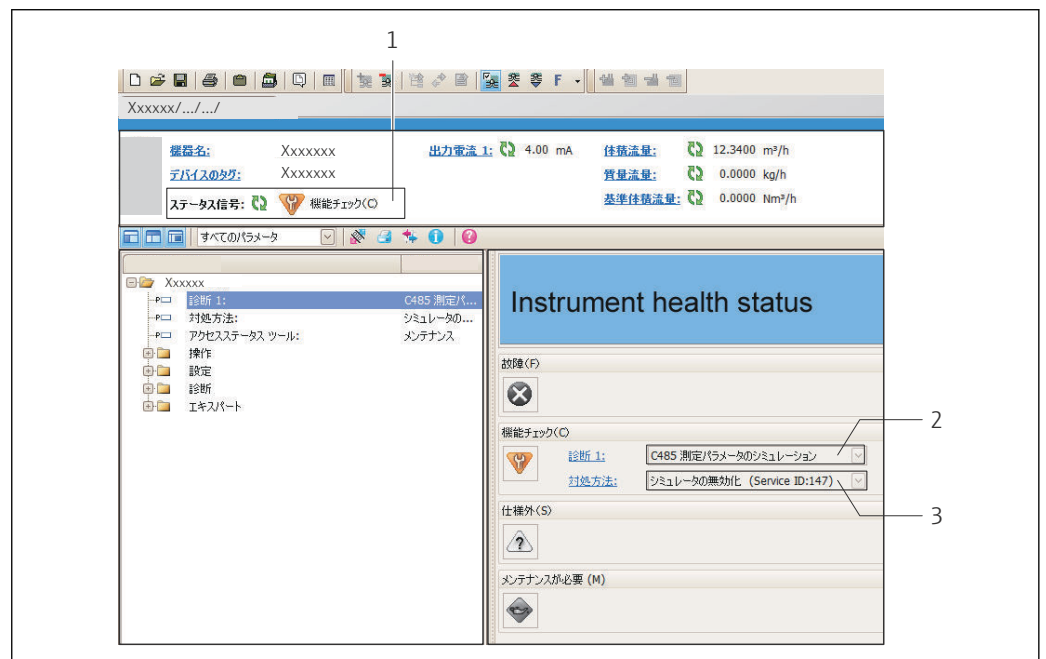 1
F
Xxxxxx/.../.../
機器名: Xxxxxxx 出力電流 1: 4.00 mA 体積流量: 12.3400 m³/h
デバイスのタグ: Xxxxxxx 質量流量: 0.0000 kg/h
ステータス信号: 機能チェック(C) 基準体積流量: 0.0000 Nm³/h
すべてのパラメータ
Xxxxxx
診断 1: C485 測定パ...
対処方法: シミュレータの...
アクセスステータス ツール: メンテナンス
操作
設定
診断
エキスパート
Instrument health status
故障(F)
機能チェック(C)
診断 1: C485 測定パラメータのシミュレーション
2
対処方法: シミュレータの無効化 (Service ID:147)
3
仕様外(S)
?
メンテナンスが必要 (M)